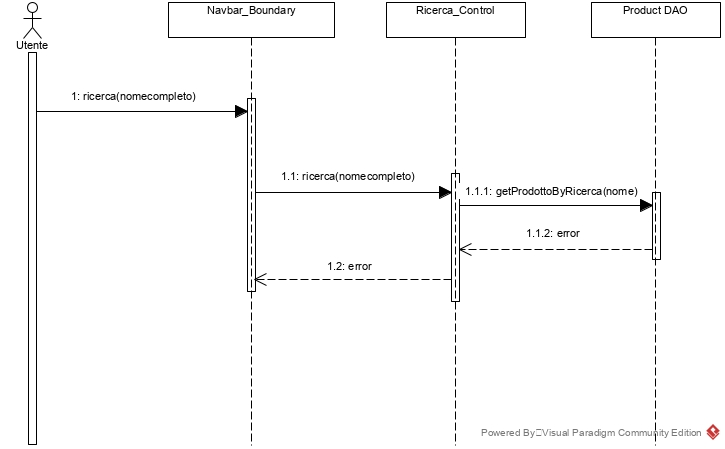 Navbar_Boundary
Ricerca_Control
Product DAO
Utente
1: ricerca(nomecompleto)
1.1: ricerca(nomecompleto)
1.1.1: getProdottoByRicerca(nome)
1.1.2: error
1.2: error
Powered By Visual Paradigm Community Edition